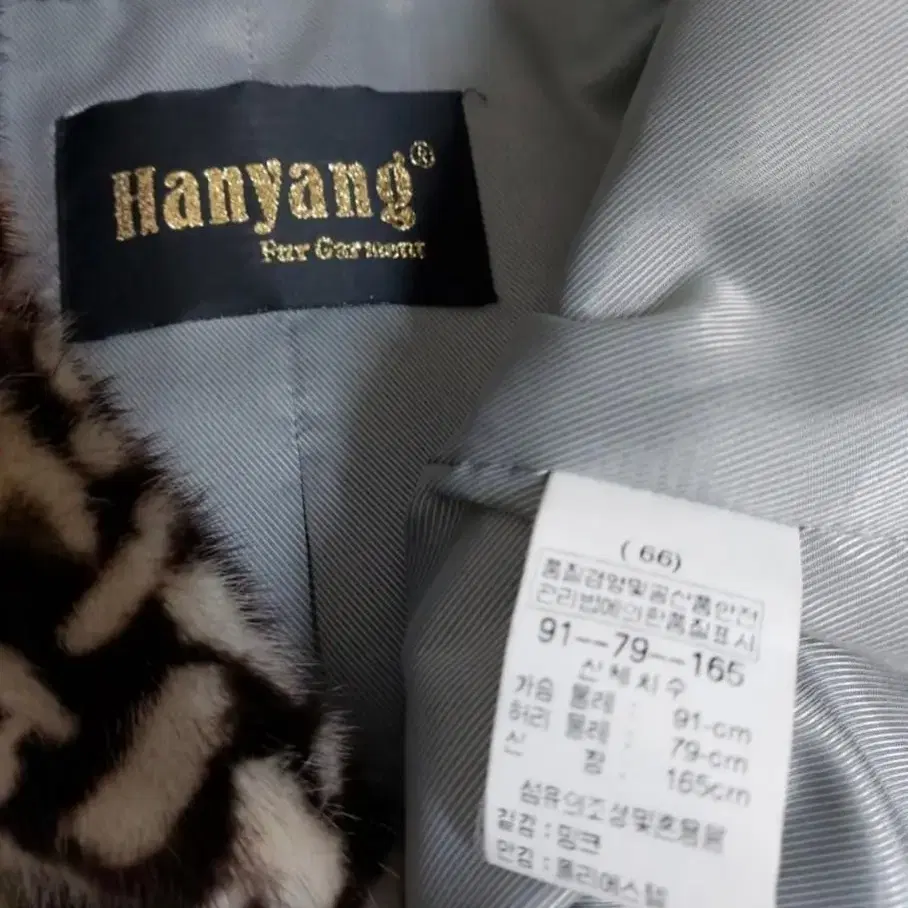 Hanyang®
Fur Garment
( 66)
품질경영및공산품안전
관리법에의한품질표시
91--79--165
신체치수
가슴 둘레 : 91-cm
허리 둘레 : 79-cm
신 장 : 165cm
섬유의조성및혼용율
겉감 : 밍크
안감 : 폴리에스텔